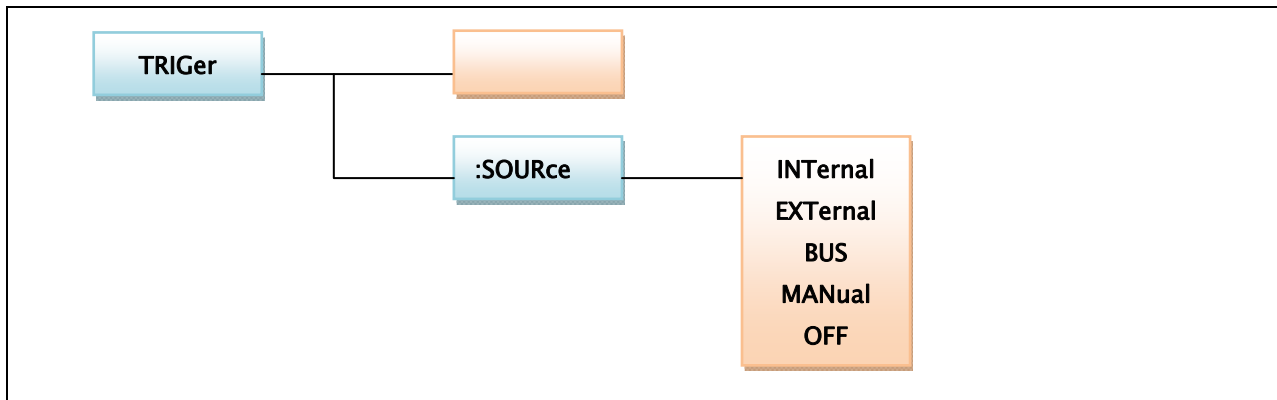 TRIGer
:SOURce
INTernal
EXTernal
BUS
MANual
OFF